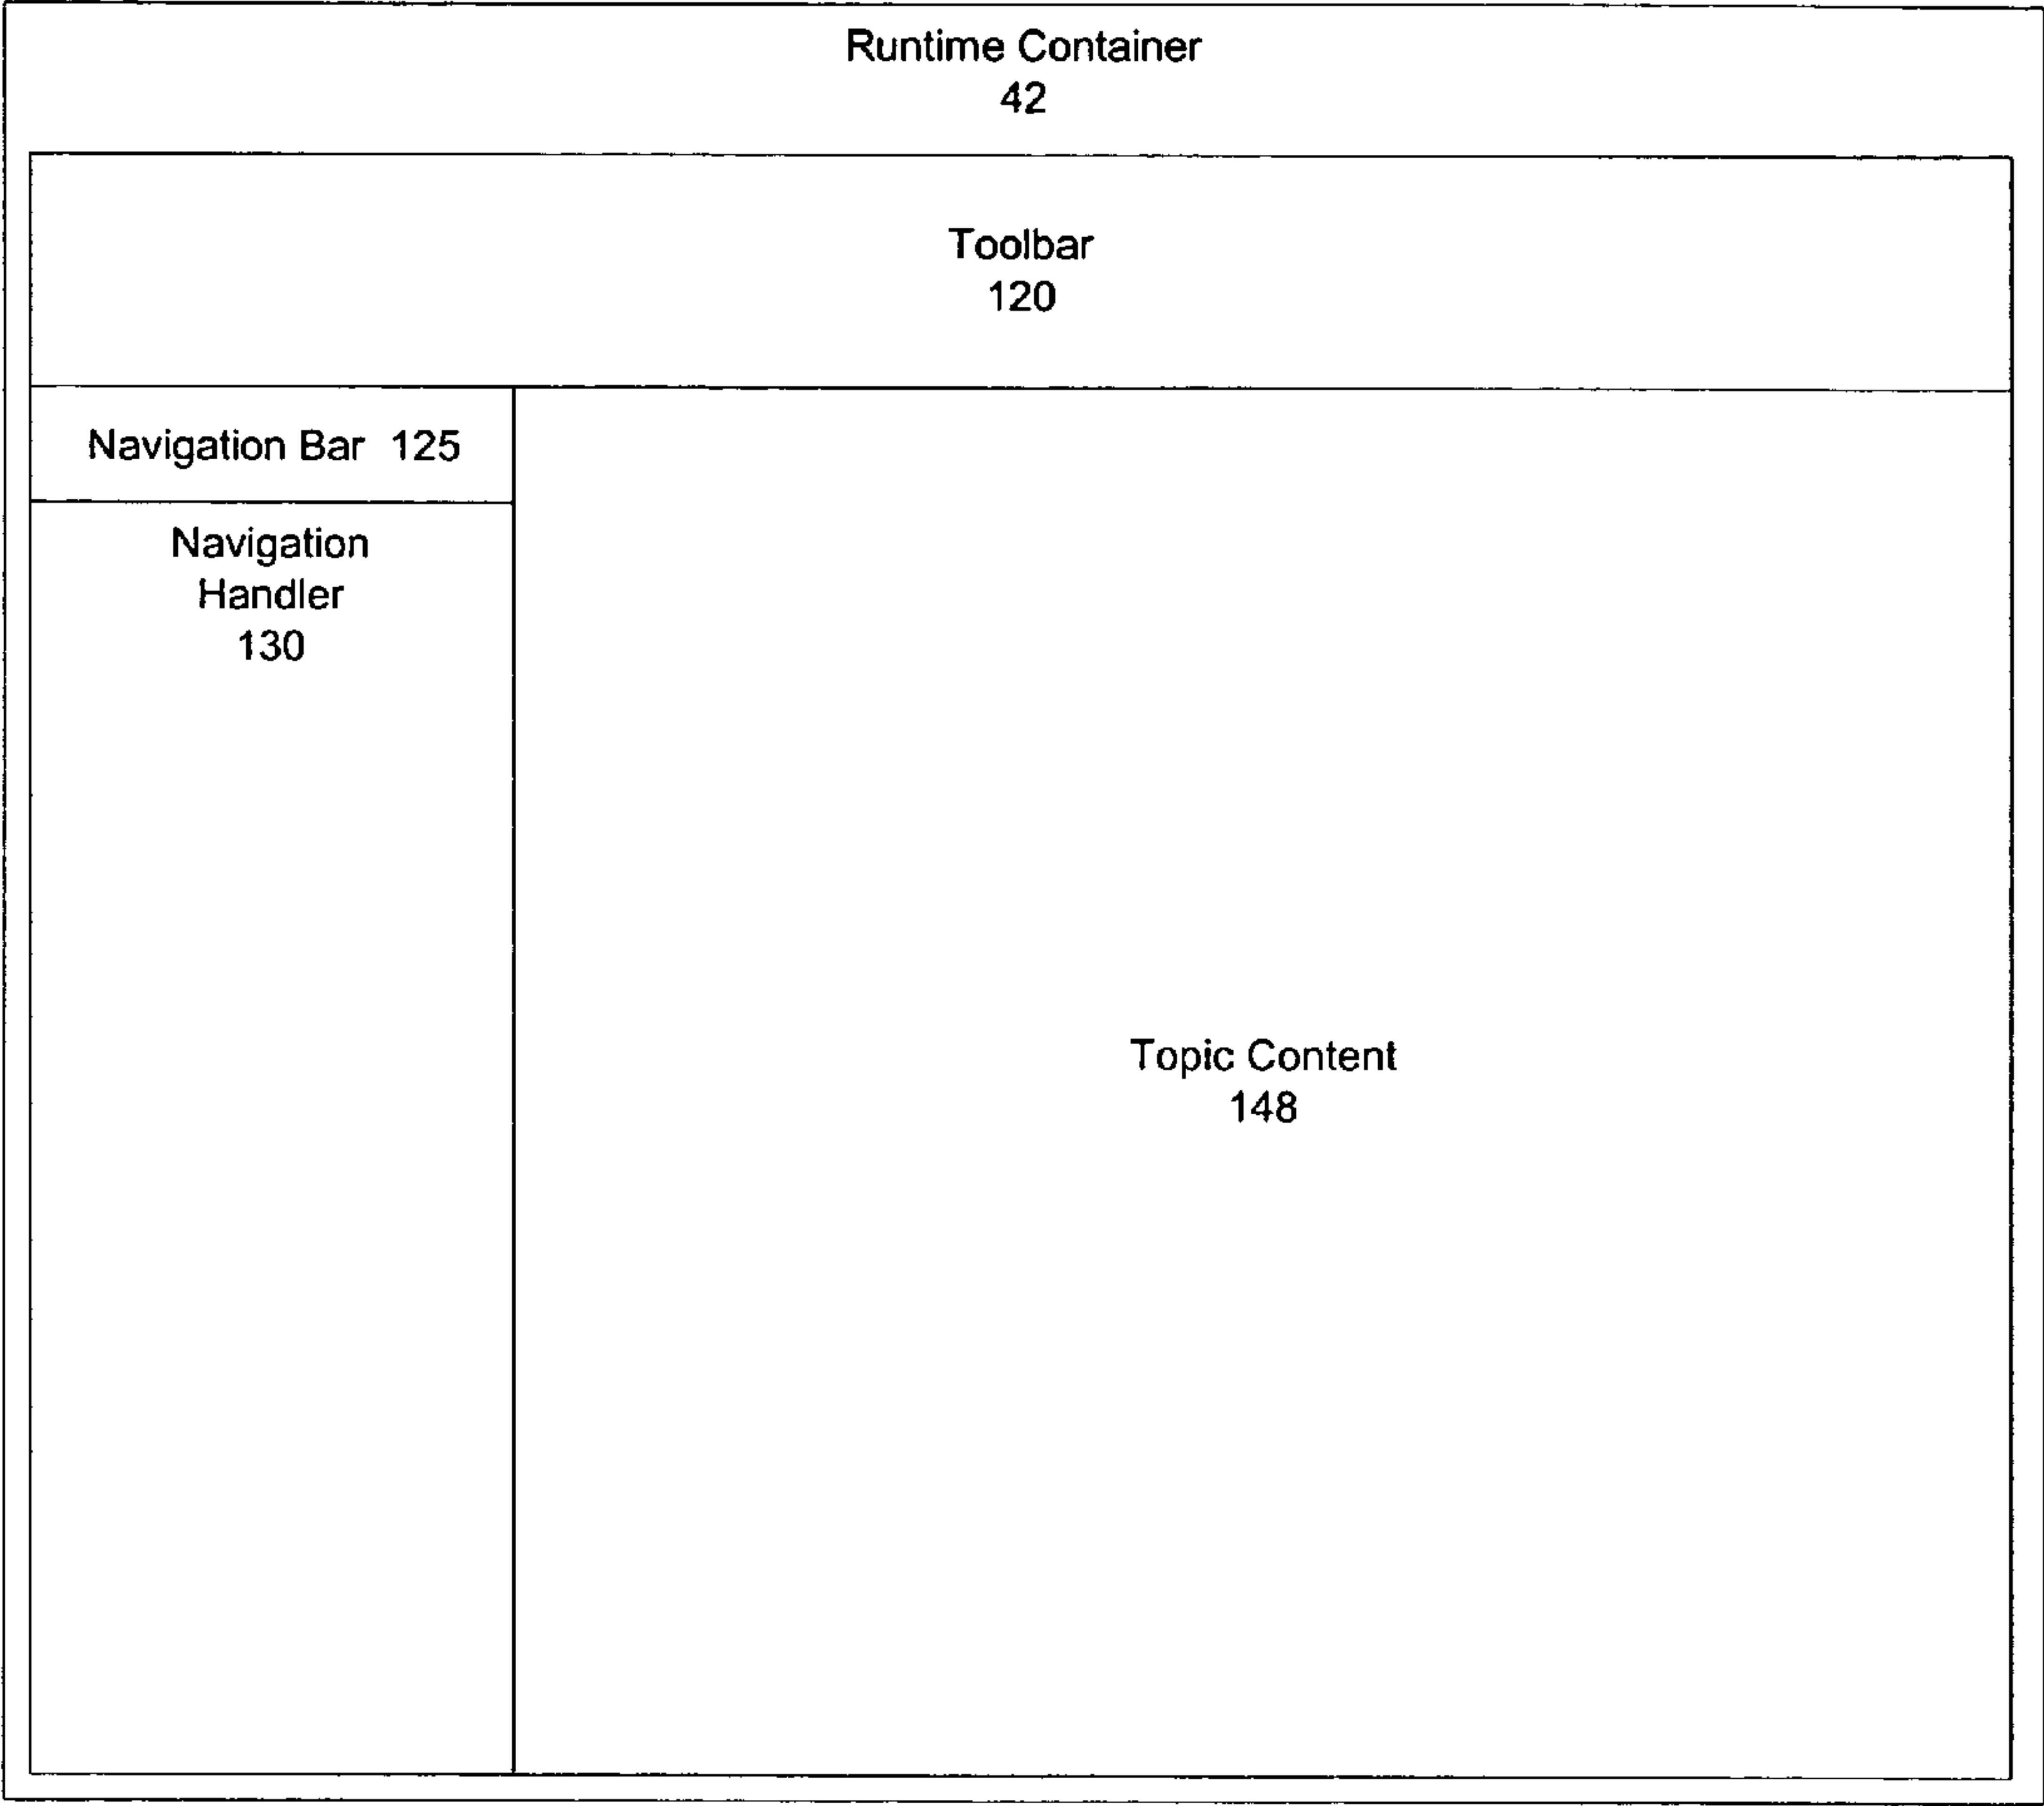 Runtime Container
42
Toolbar
120
Navigation Bar 125
Navigation
Handler
130
Topic Content
148